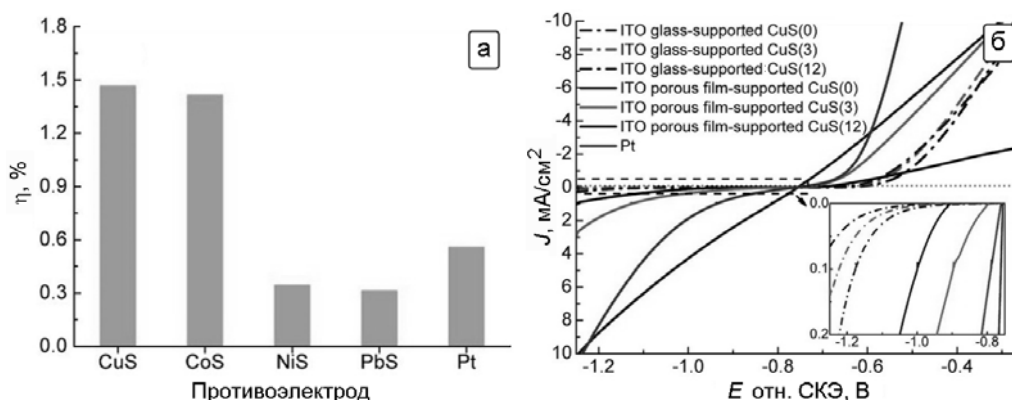 а
η, %
1.8
1.5
1.2
0.9
0.6
0.3
0.0
CuS CoS NiS PbS Pt
Противоэлектрод
б
ITO glass-supported CuS(0)
ITO glass-supported CuS(3)
ITO glass-supported CuS(12)
ITO porous film-supported CuS(0)
ITO porous film-supported CuS(3)
ITO porous film-supported CuS(12)
Pt
J, мА/см²
-10
-8
-6
-4
-2
0
2
4
6
8
10
0.0
0.1
0.2
-1.2 -1.0 -0.8
-1.2 -1.0 -0.8 -0.6 -0.4
E отн. СКЭ, В